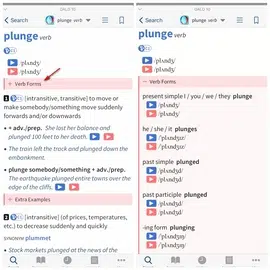 Search
plunge verb
plunge verb
/plʌndʒ/
/plʌndʒ/
Verb Forms
[intransitive, transitive] to move or
make somebody/something move suddenly
forwards and/or downwards
+ adv./prep. She lost her balance and
plunged 100 feet to her death.
The train left the track and plunged down the
embankment.
plunge somebody/something + adv./prep.
The earthquake plunged entire towns over the
edge of the cliffs.
Extra Examples
[intransitive] (of prices, temperatures,
etc.) to decrease suddenly and quickly
SYNONYM plummet
Stock markets plunged at the news of the
Search
plunge verb
plunge verb
/plʌndʒ/
/plʌndʒ/
Verb Forms
present simple I / you / we / they plunge
/plʌndʒ/
/plʌndʒ/
he / she / it plunges
/ˈplʌndʒɪz/
/ˈplʌndʒɪz/
past simple plunged
/plʌndʒd/
/plʌndʒd/
past participle plunged
/plʌndʒd/
/plʌndʒd/
-ing form plunging
/ˈplʌndʒɪŋ/
/ˈplʌndʒɪŋ/